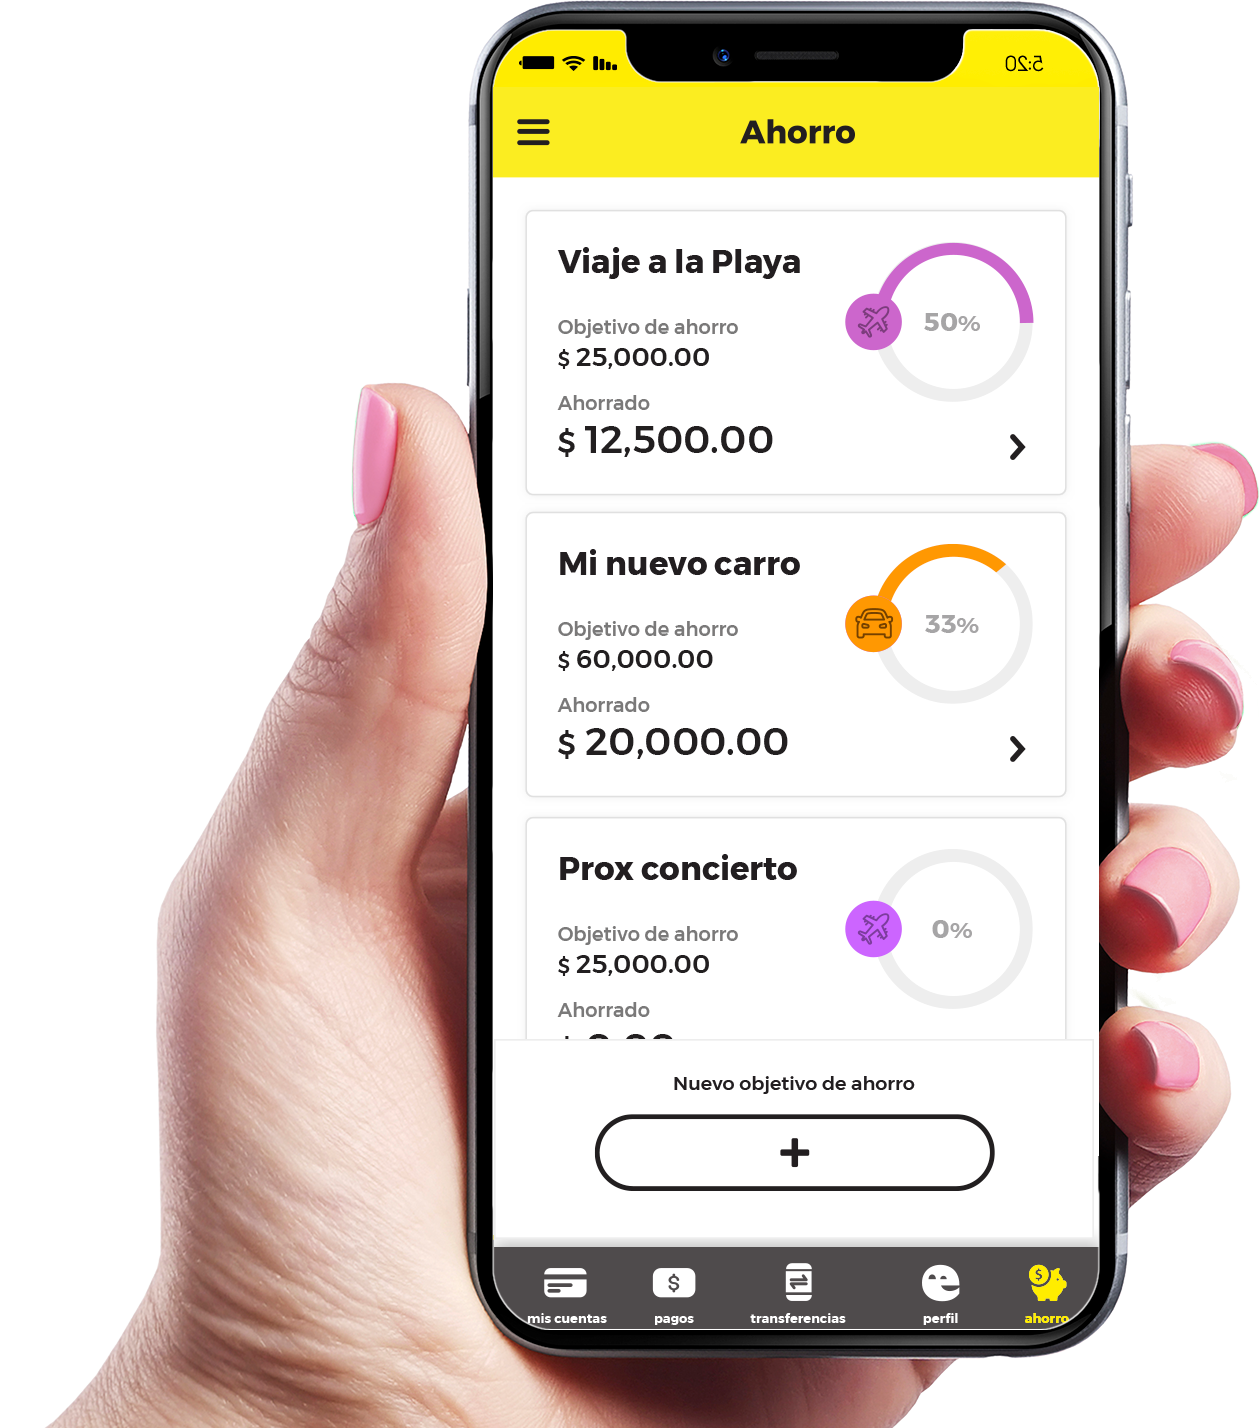 5:20
Ahorro
Viaje a la Playa
Objetivo de ahorro
$ 25,000.00
50%
Ahorrado
$ 12,500.00
Mi nuevo carro
Objetivo de ahorro
$ 60,000.00
33%
Ahorrado
$ 20,000.00
Prox concierto
Objetivo de ahorro
$ 25,000.00
0%
Ahorrado
Nuevo objetivo de ahorro
+
$
$
mis cuentas
pagos
transferencias
perfil
ahorro